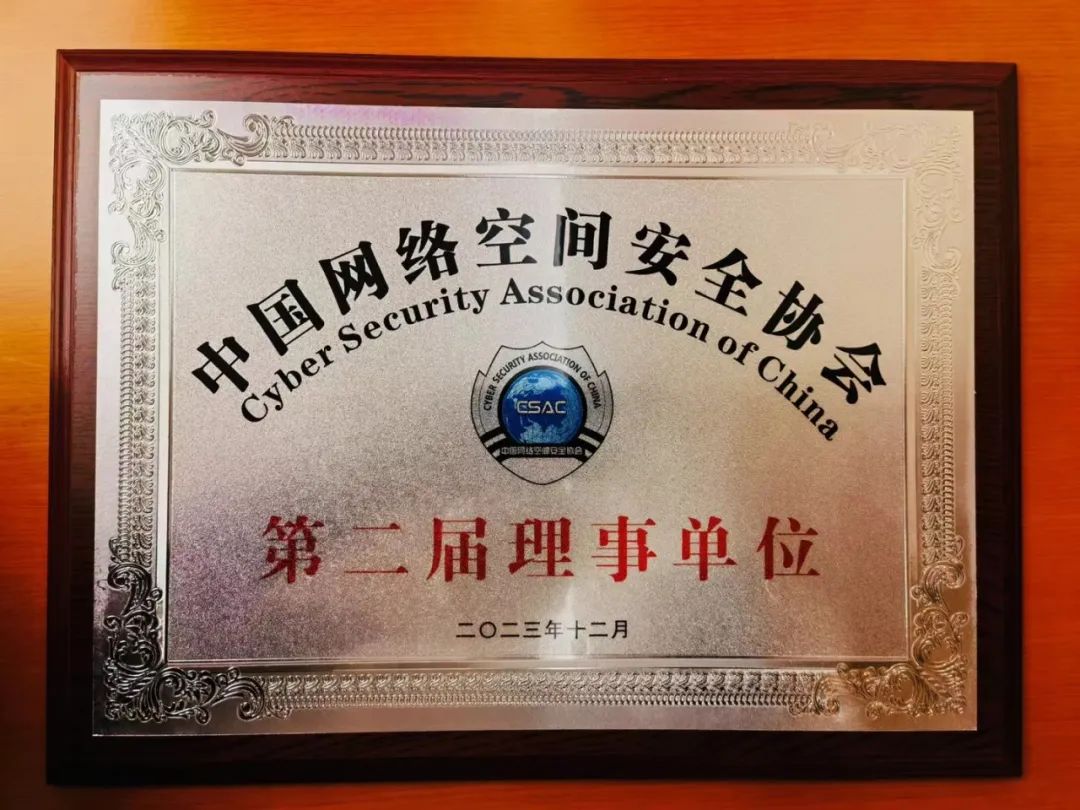 中国网络空间安全协会
Cyber Security Association of China
CYBER SECURITY ASSOCIATION OF CHINA
CSAC
中国网络空间安全协会
第二届理事单位
二〇二三年十二月